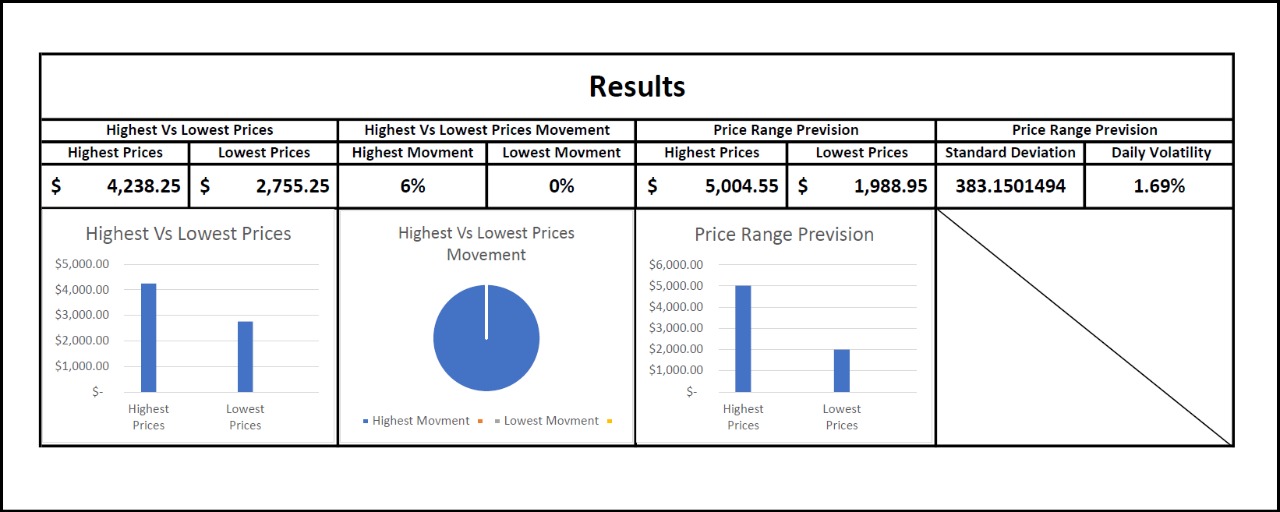 Results
Highest Vs Lowest Prices Highest Vs Lowest Prices Movement Price Range Prevision Price Range Prevision
Highest Prices Lowest Prices Highest Movment Lowest Movment Highest Prices Lowest Prices Standard Deviation Daily Volatility
$ 4,238.25 $ 2,755.25 6% 0% $ 5,004.55 $ 1,988.95 383.1501494 1.69%
Highest Vs Lowest Prices
$5,000.00
$4,000.00
$3,000.00
$2,000.00
$1,000.00
$-
Highest
Prices
Lowest
Prices
Highest Vs Lowest Prices
Movement
Highest Movment Lowest Movment
Price Range Prevision
$6,000.00
$5,000.00
$4,000.00
$3,000.00
$2,000.00
$1,000.00
$-
Highest
Prices
Lowest
Prices